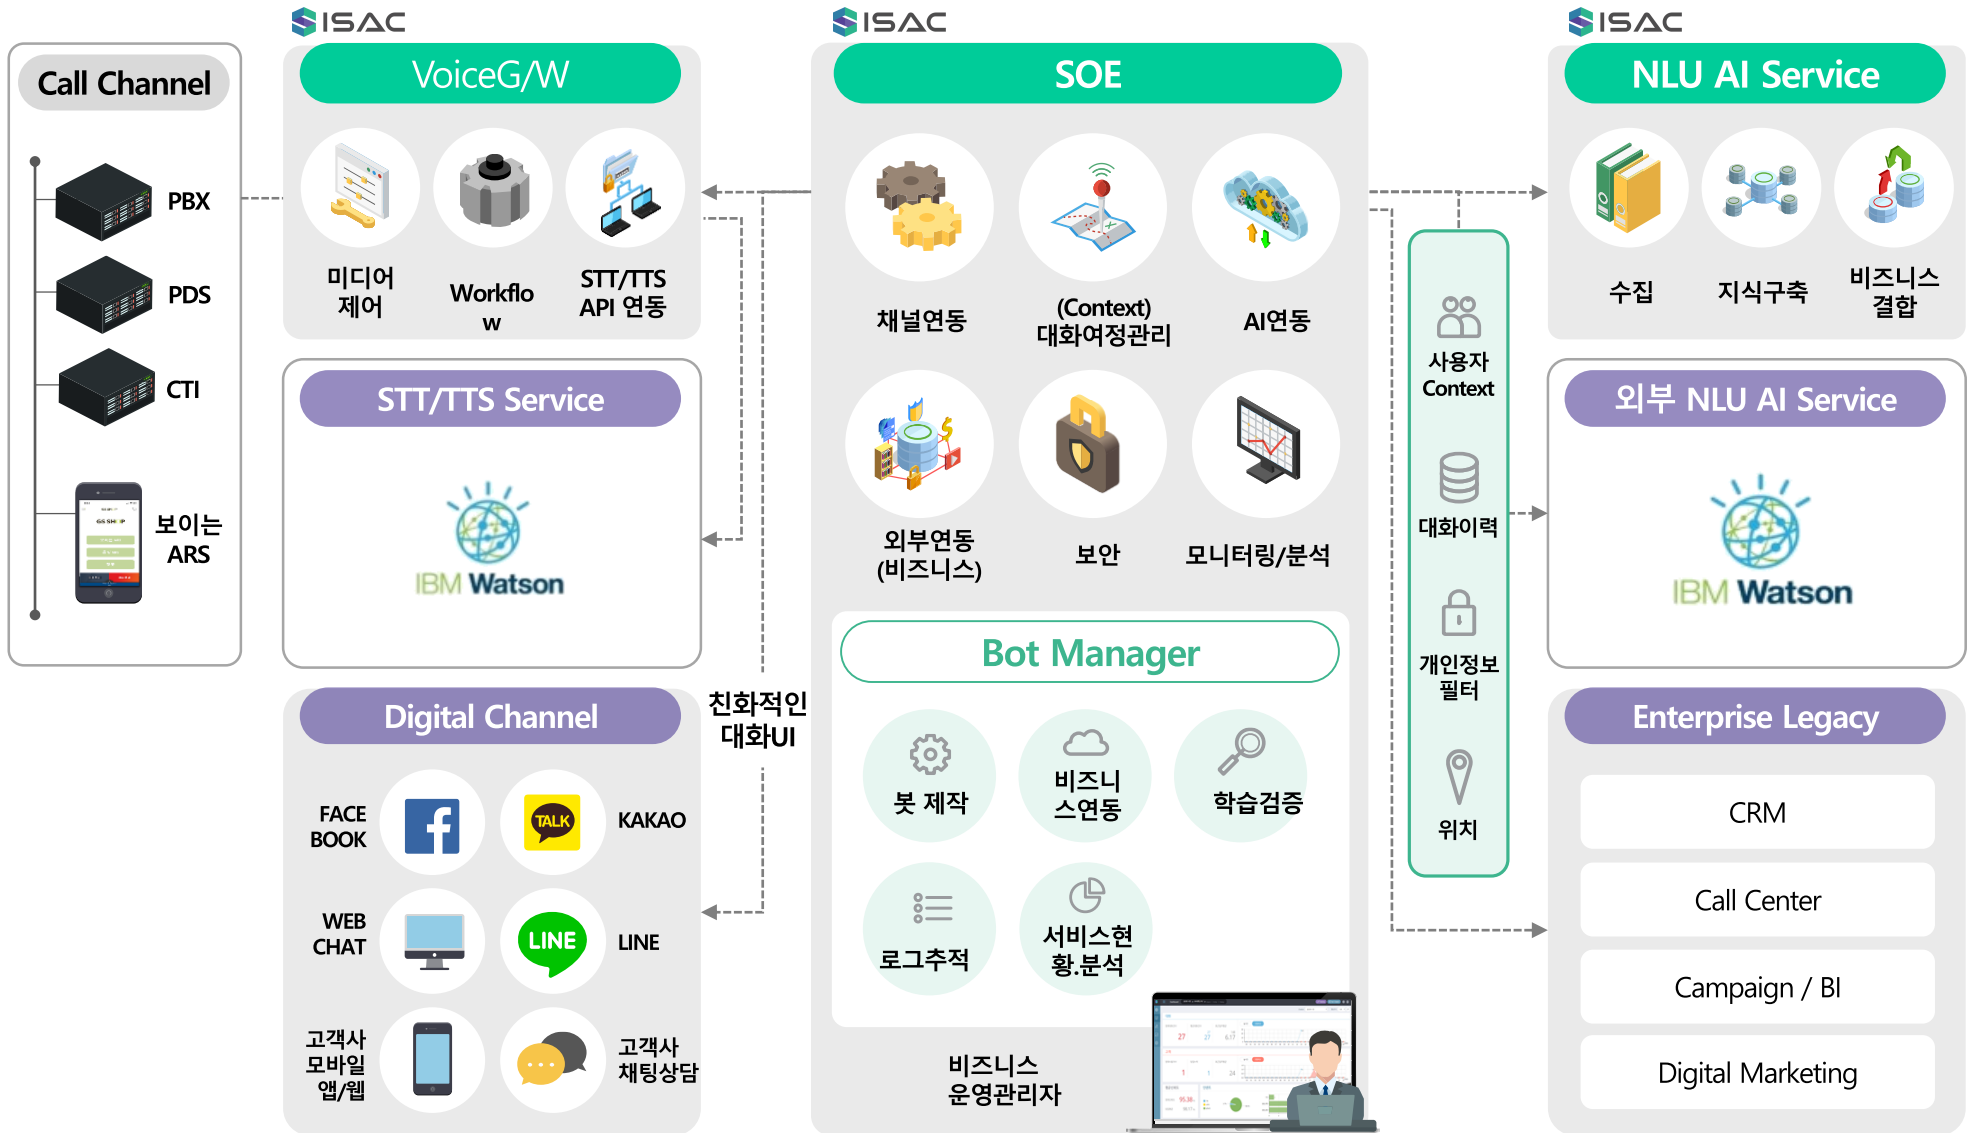 ISAC
ISAC
ISAC
Call Channel
PBX
PDS
CTI
보이는
ARS
VoiceG/W
미디어
제어
Workflo
w
STT/TTS
API 연동
STT/TTS Service
IBM Watson
Digital Channel
FACE
BOOK
TALK
KAKAO
WEB
CHAT
LINE
LINE
고객사
모바일
앱/웹
고객사
채팅상담
친화적인
대화UI
SOE
채널연동
(Context)
대화여정관리
AI연동
외부연동
(비즈니스)
보안
모니터링/분석
Bot Manager
봇 제작
비즈니
스연동
학습검증
로그추적
서비스현
황.분석
비즈니스
운영관리자
사용자
Context
대화이력
개인정보
필터
위치
NLU AI Service
수집
지식구축
비즈니스
결합
외부 NLU AI Service
IBM Watson
Enterprise Legacy
CRM
Call Center
Campaign / BI
Digital Marketing